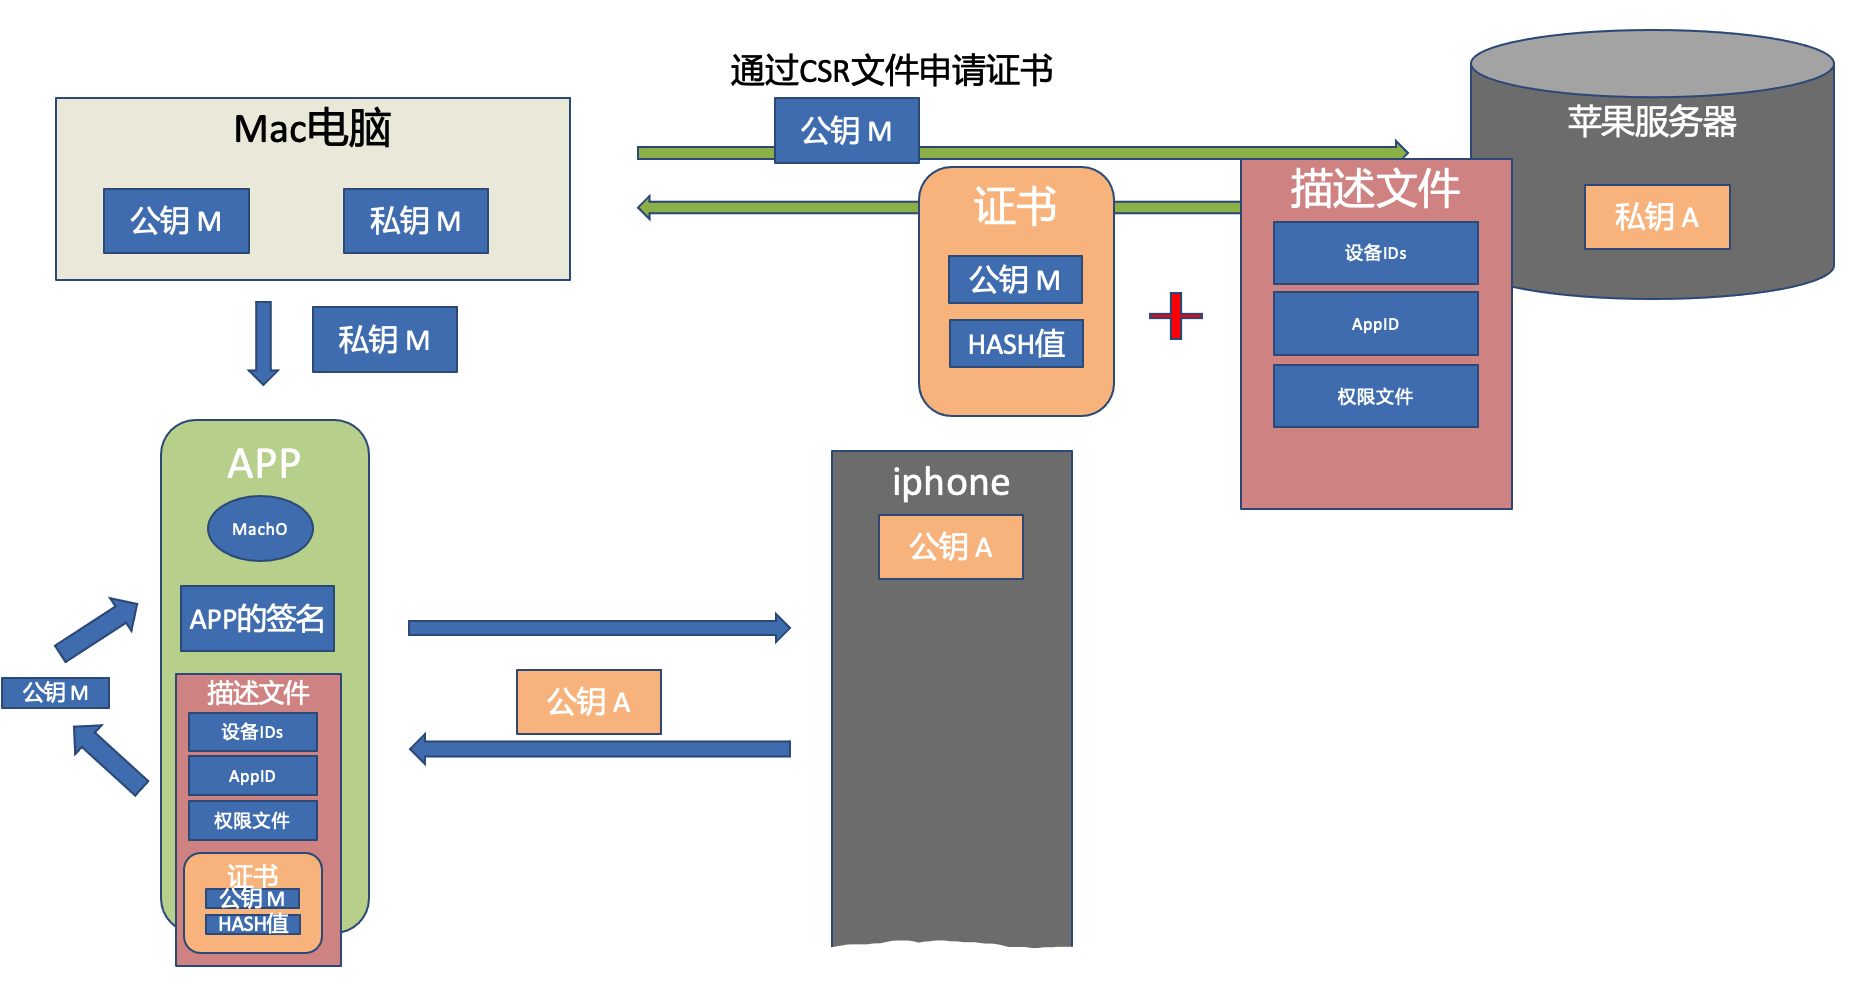 通过CSR文件申请证书
Mac电脑
公钥 M
私钥 M
公钥 M
苹果服务器
私钥 A
证书
公钥 M
HASH值
描述文件
设备IDs
AppID
权限文件
私钥 M
APP
MachO
APP的签名
公钥 M
描述文件
设备IDs
AppID
权限文件
证书
公钥 M
HASH值
公钥 A
iphone
公钥 A